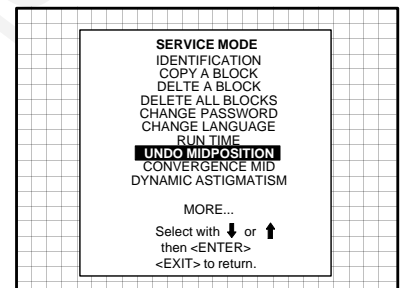 SERVICE MODE
IDENTIFICATION
COPY A BLOCK
DELTE A BLOCK
DELETE ALL BLOCKS
CHANGE PASSWORD
CHANGE LANGUAGE
RUN TIME
UNDO MIDPOSITION
CONVERGENCE MID
DYNAMIC ASTIGMATISM
MORE...
Select with ⬇ or ⬆
then <ENTER>
<EXIT> to return.